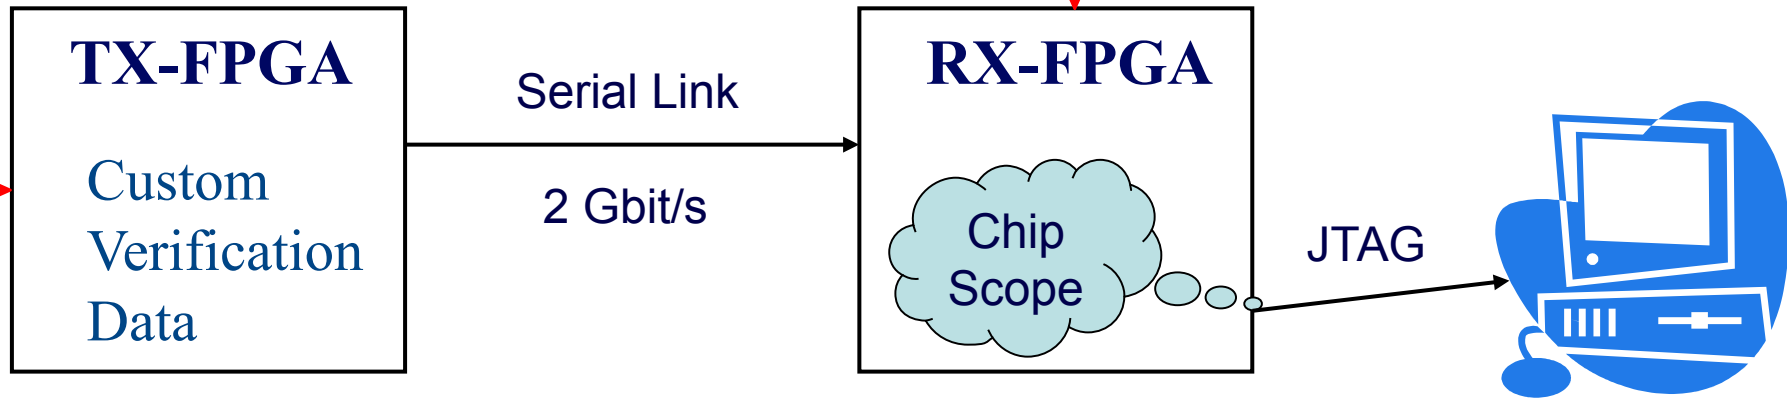 TX-FPGA
Custom
Verification
Data
Serial Link
2 Gbit/s
RX-FPGA
Chip
Scope
JTAG